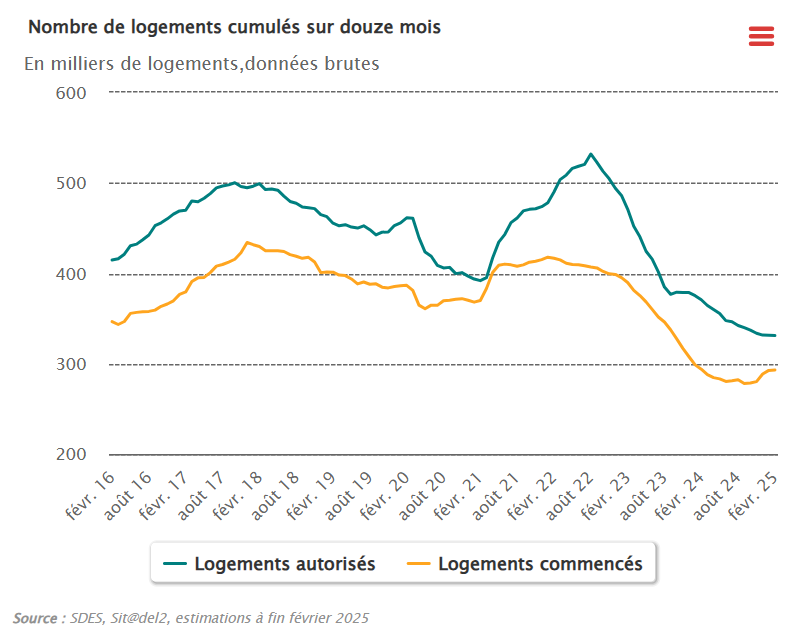 Nombre de logements cumulés sur douze mois
En milliers de logements,données brutes
600
500
400
300
200
févr. 16
août 16
févr. 17
août 17
févr. 18
août 18
févr. 19
août 19
févr. 20
août 20
févr. 21
août 21
févr. 22
août 22
févr. 23
août 23
févr. 24
août 24
févr. 25
Logements autorisés
Logements commencés
Source : SDES, Sit@del2, estimations à fin février 2025